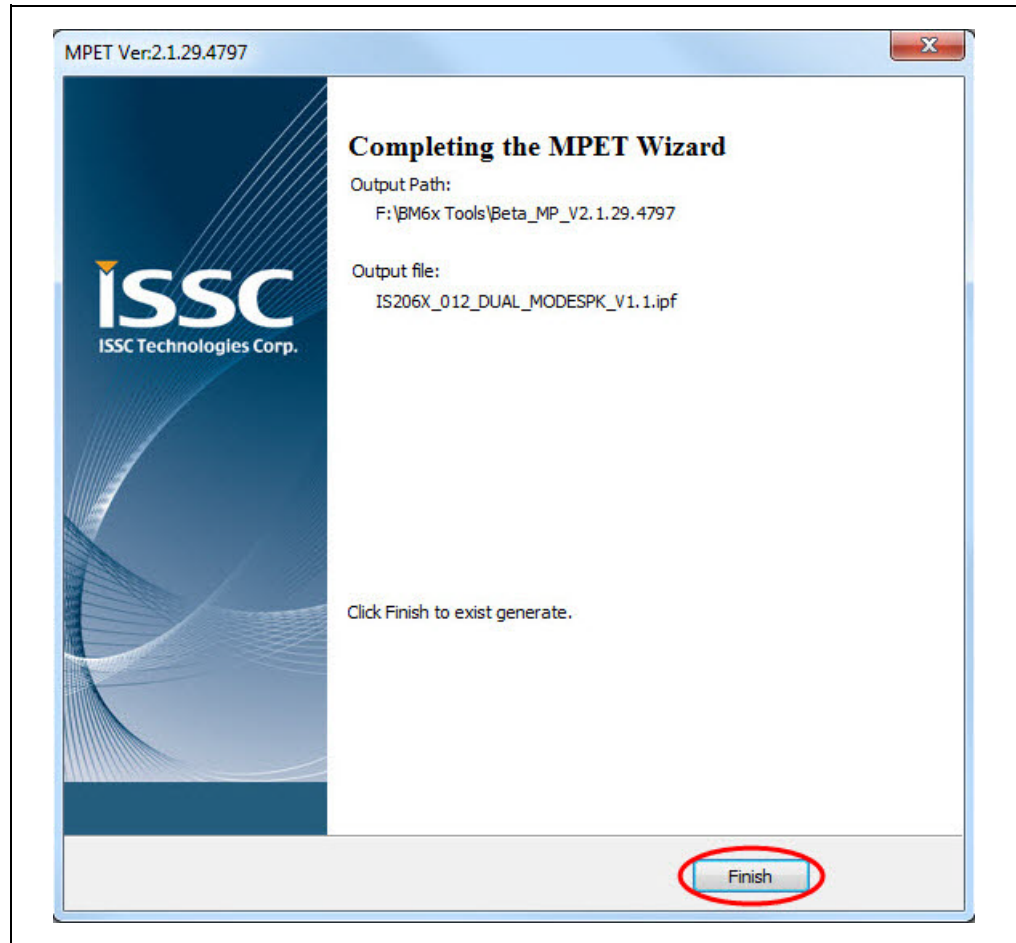 MPET Ver:2.1.29.4797
x
Completing the MPET Wizard
Output Path:
F:\BM6x Tools\Beta_MP_V2.1.29.4797
Output file:
IS206X_012_DUAL_MODESPK_V1.1.ipf
ISSC
ISSC Technologies Corp.
Click Finish to exist generate.
Finish